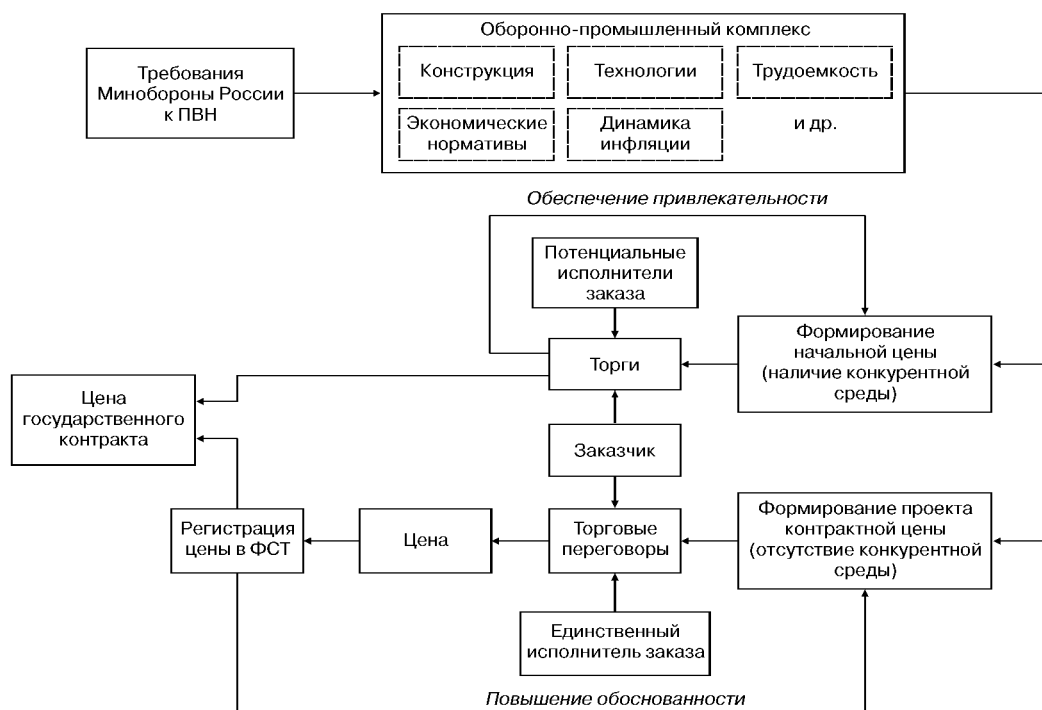 Оборонно-промышленный комплекс
Требования
Минобороны России
к ПВН
Конструкция
Технологии
Трудоемкость
Экономические
нормативы
Динамика
инфляции
и др.
Обеспечение привлекательности
Потенциальные
исполнители
заказа
Торги
Формирование
начальной цены
(наличие конкурентной
среды)
Цена
государственного
контракта
Заказчик
Регистрация
цены в ФСТ
Цена
Торговые
переговоры
Формирование проекта
контрактной цены
(отсутствие конкурентной
среды)
Единственный
исполнитель заказа
Повышение обоснованности